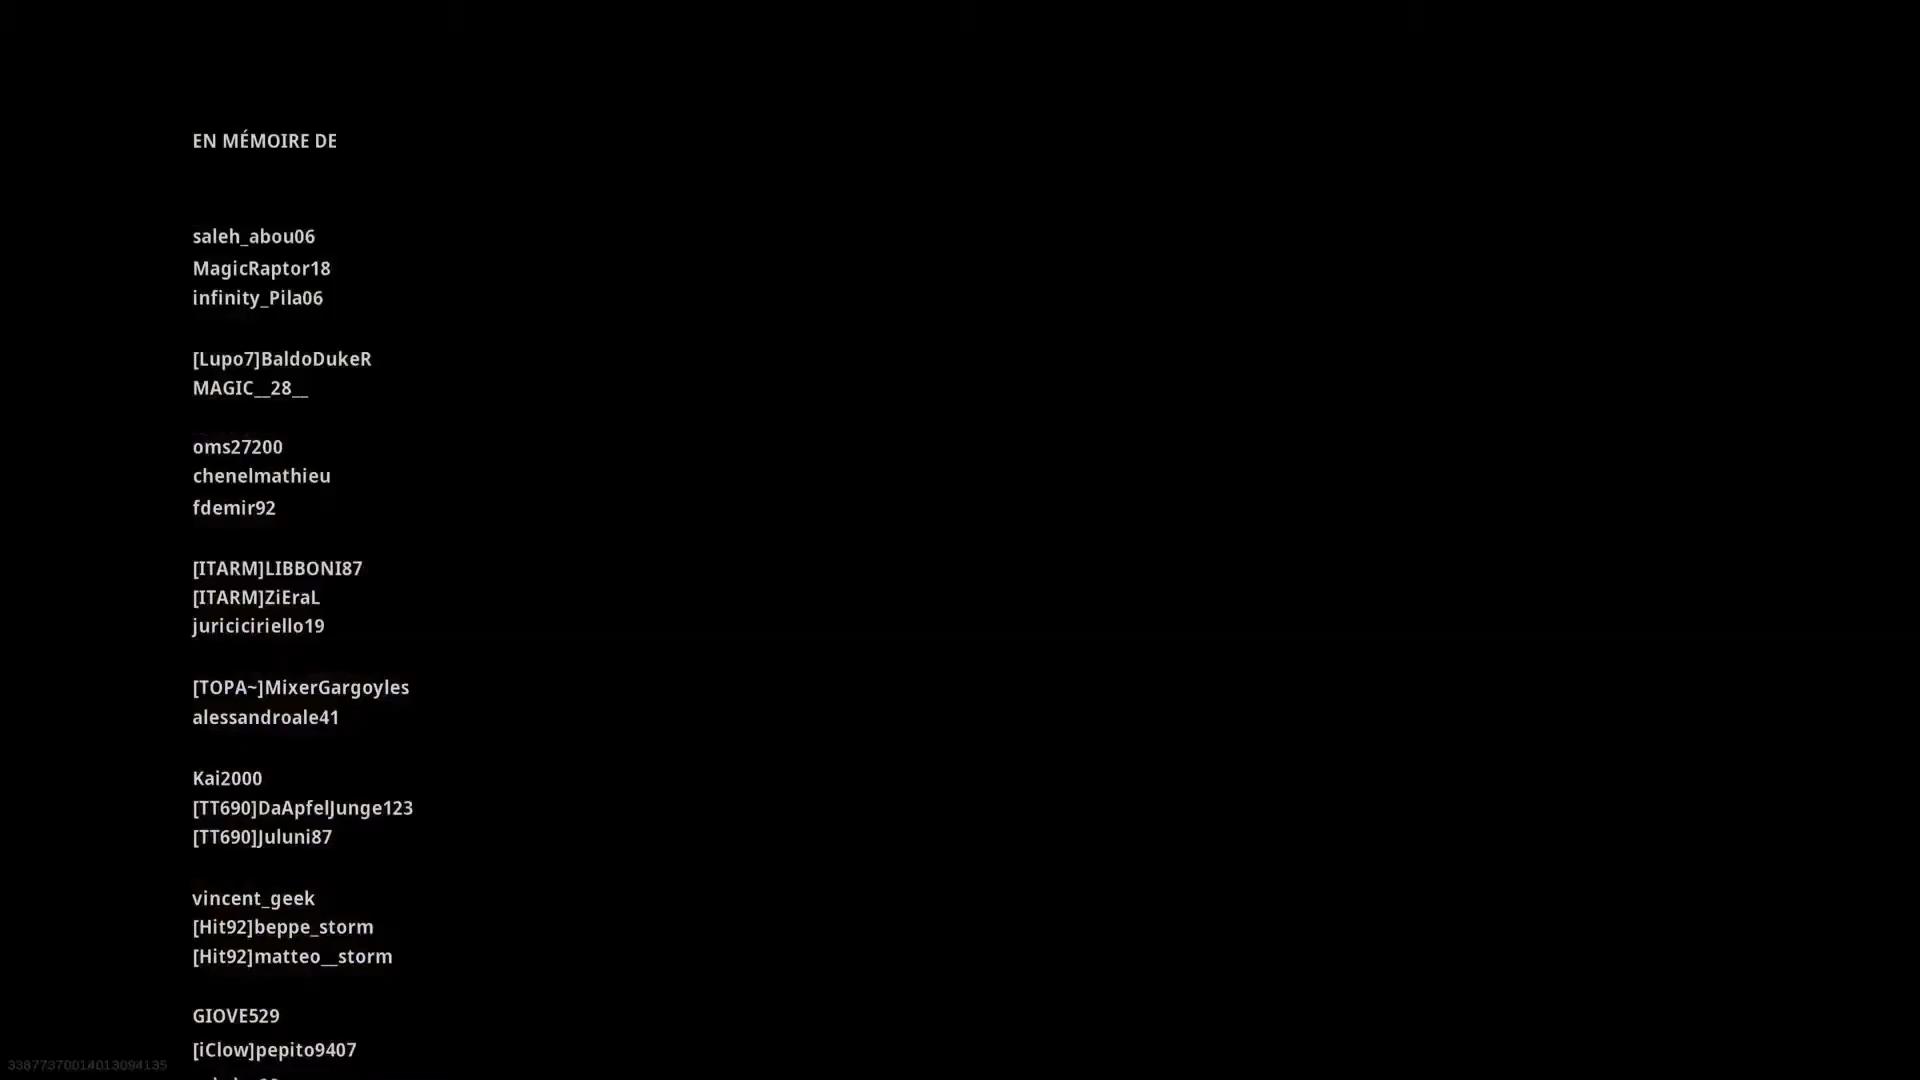 EN MÉMOIRE DE
saleh_abou06
MagicRaptor18
infinity_Pila06
[Lupo7]BaldoDukeR
MAGIC__28__
oms27200
chenelmathieu
fdemir92
[ITARM]LIBBONI87
[ITARM]ZiEraL
juriciciriello19
[TOPA~]MixerGargoyles
alessandroale41
Kai2000
[TT690]DaApfelJunge123
[TT690]Juluni87
vincent_geek
[Hit92]beppe_storm
[Hit92]matteo__storm
GIOVE529
[iClow]pepito9407
33877370014013094135